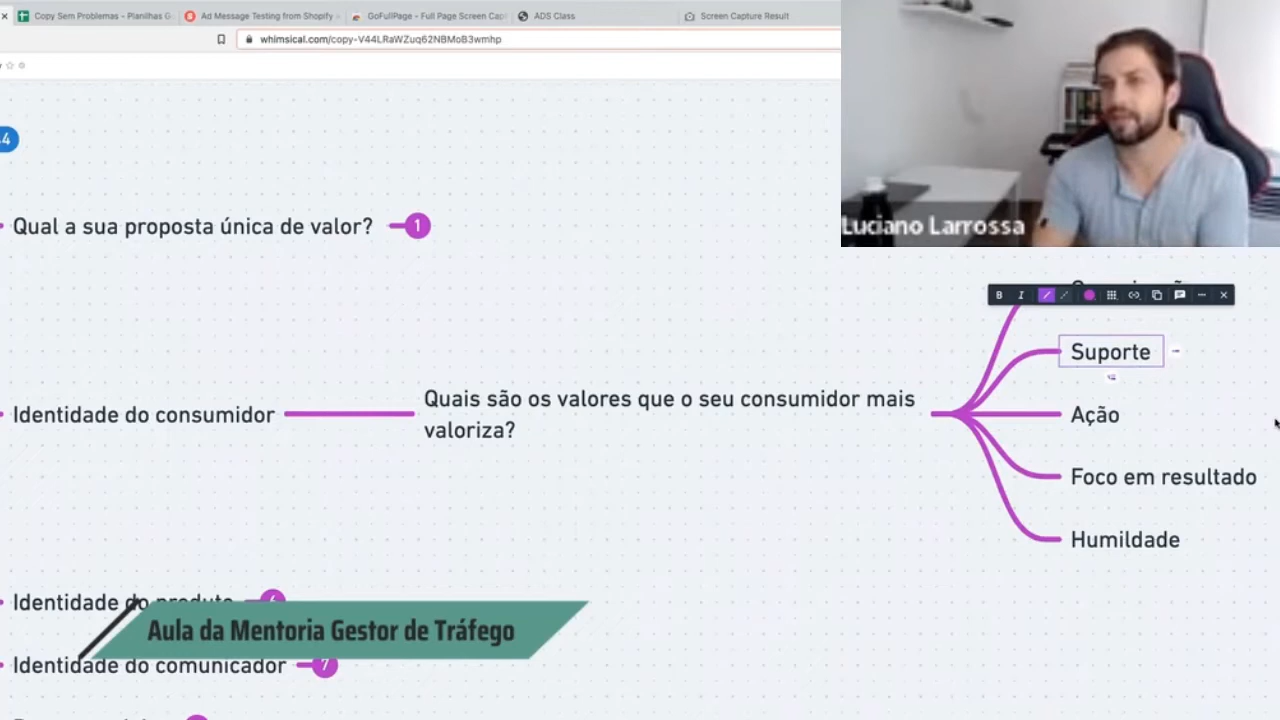 Copy Sem Problemas - Planilhas G
Ad Message Testing from Shopify
GoFullPage - Full Page Screen Cap
ADS Class
Screen Capture Result
whimsical.com/copy-V44LRaWZuq62NBMoB3wmhp
Luciano Larrossa
Qual a sua proposta única de valor?
1
B I
Suporte
Identidade do consumidor
Quais são os valores que o seu consumidor mais
valoriza?
Ação
Foco em resultado
Humildade
Identidade do produto
6
Aula da Mentoria Gestor de Tráfego
Identidade do comunicador
7